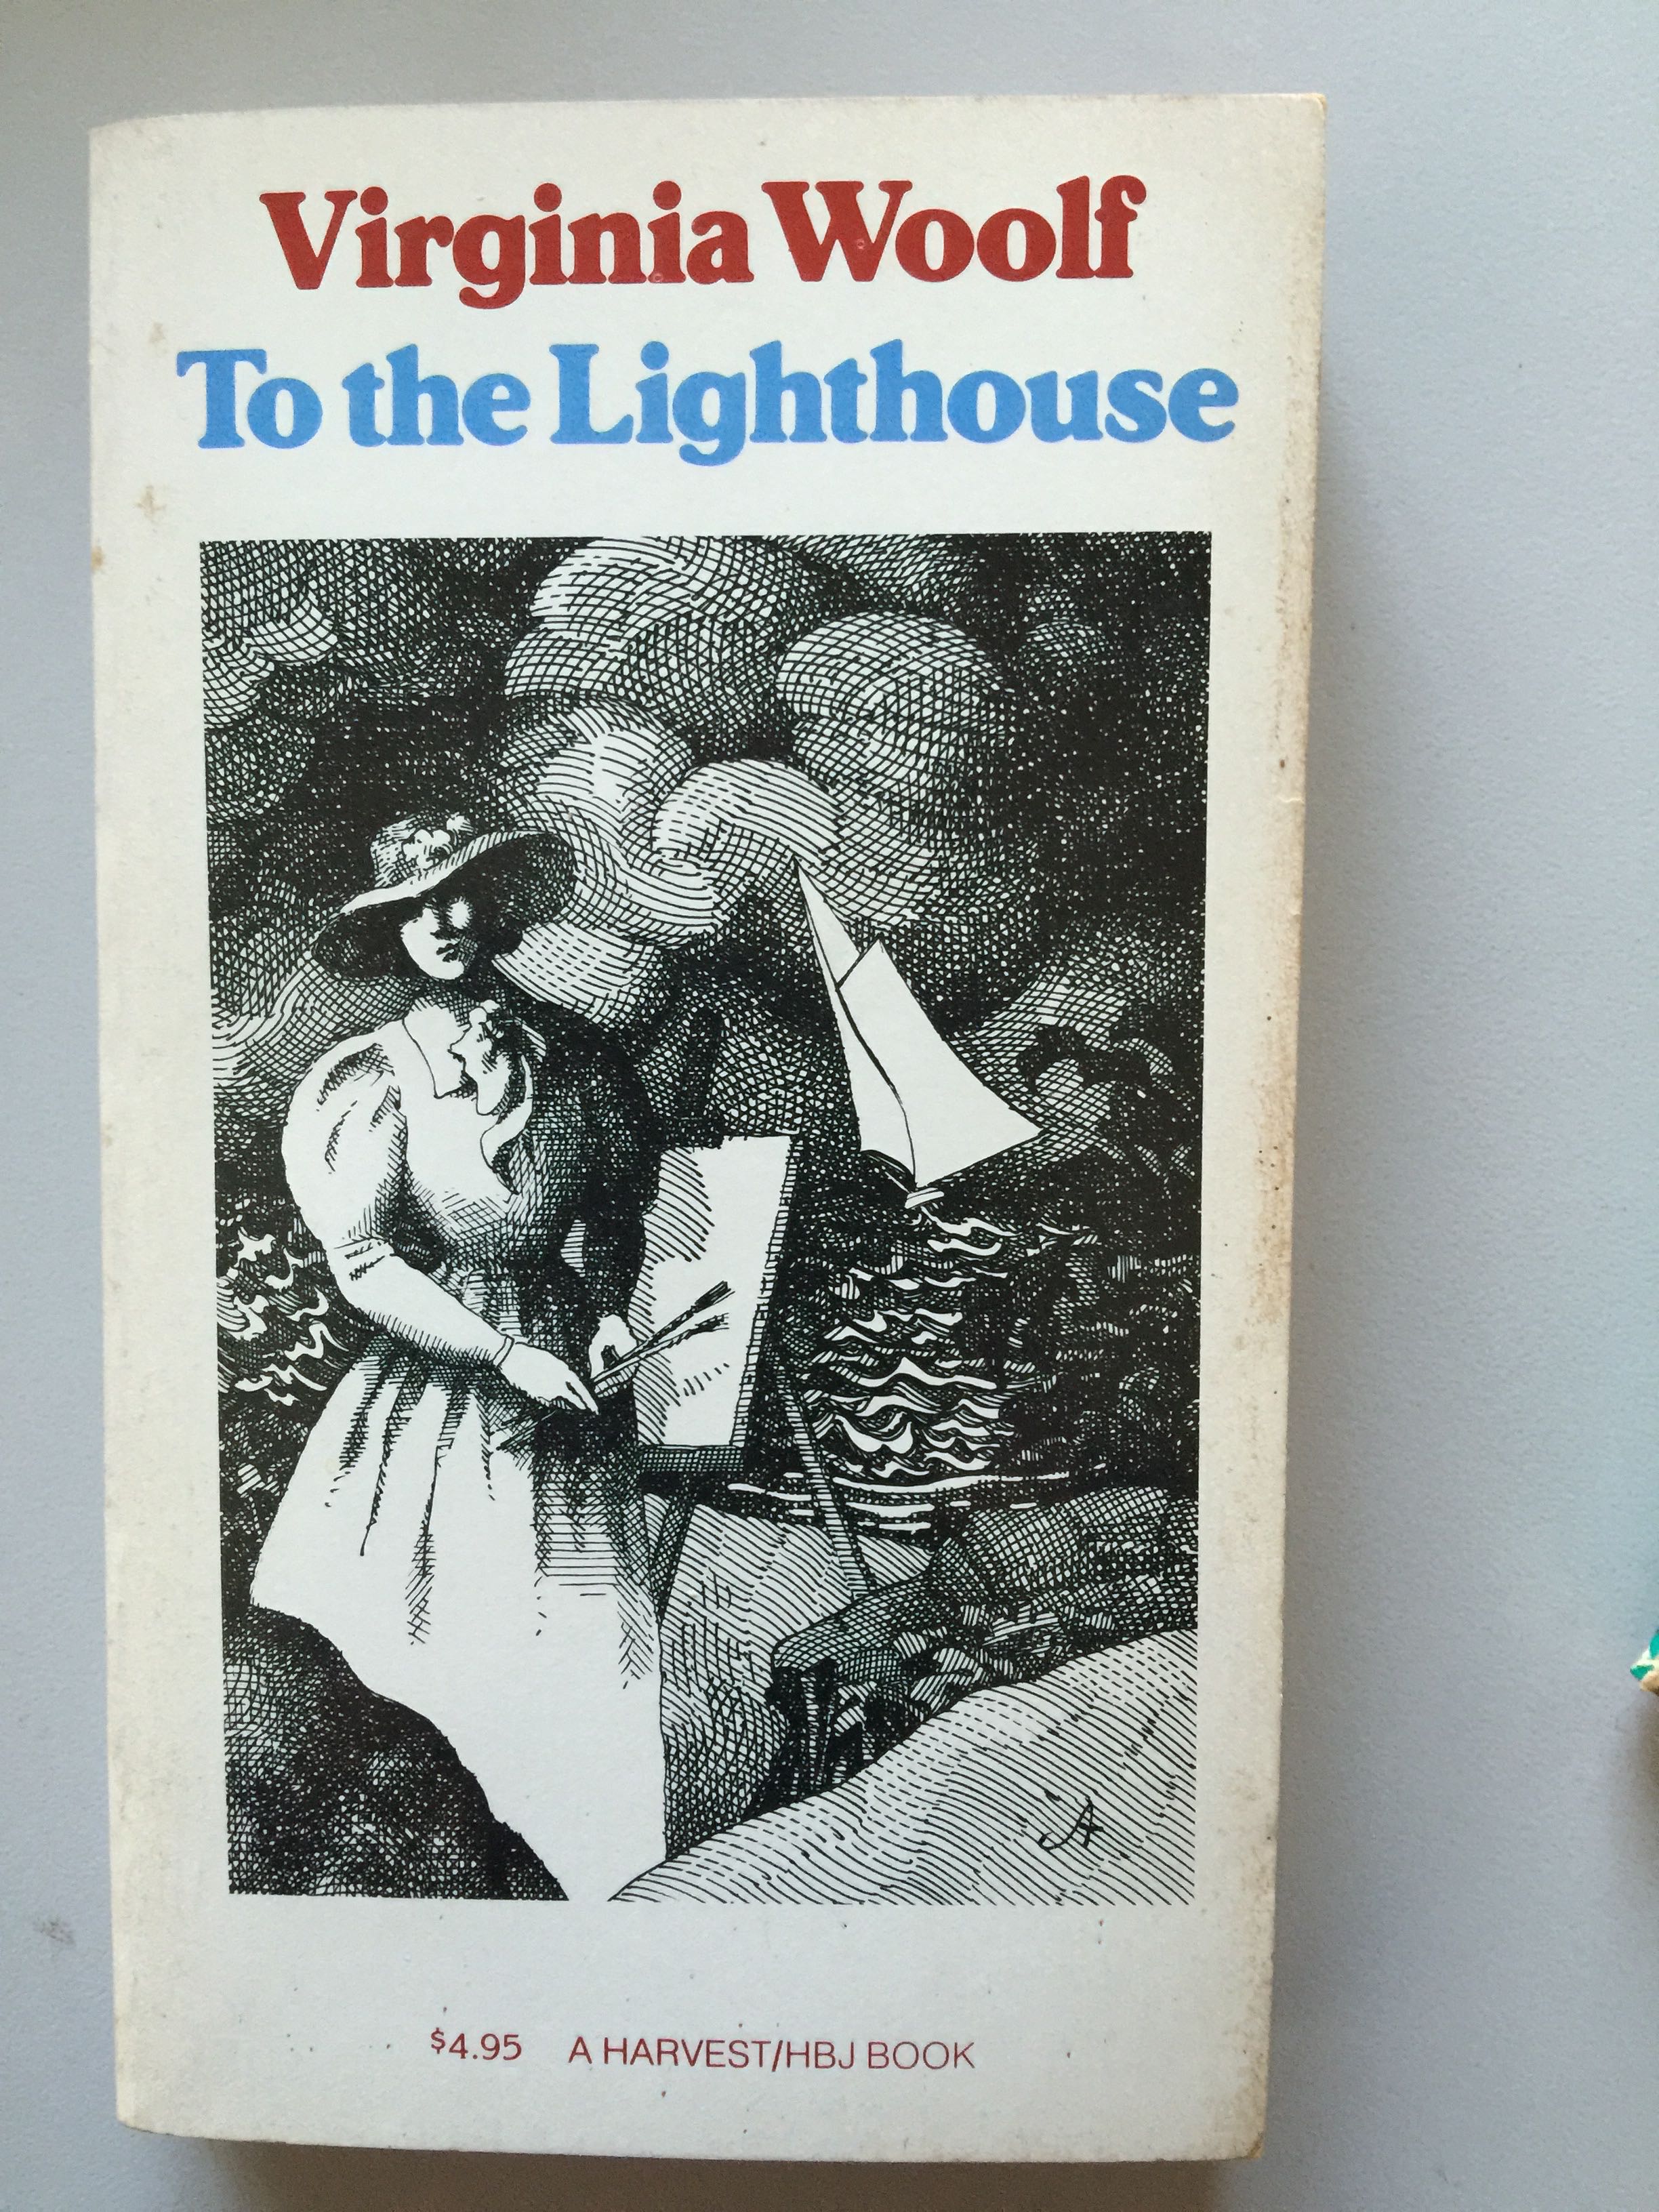 Virginia Woolf
To the Lighthouse
$4.95 A HARVEST/HBJ BOOK